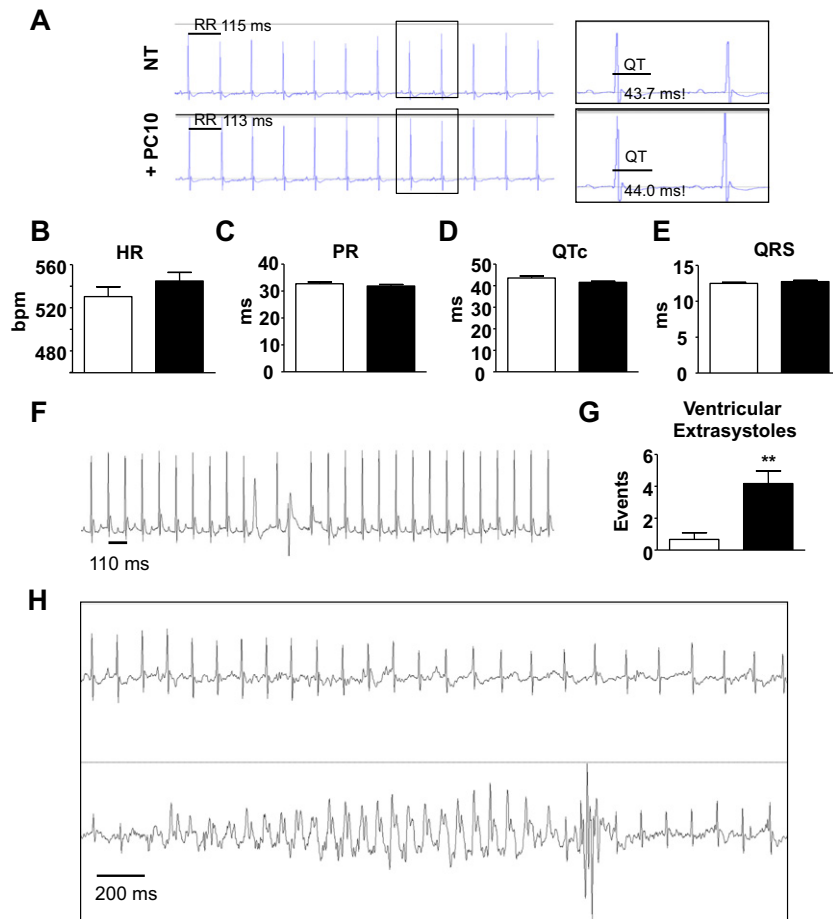 A
RR 115 ms
NT
QT
43.7 ms!
RR 113 ms
+ PC10
QT
44.0 ms!
B
HR
560
520
480
bpm
C
PR
40
30
20
10
0
ms
D
QTc
50
40
30
20
10
0
ms
E
QRS
15
10
5
0
ms
F
110 ms
G
Ventricular
Extrasystoles
6
4
2
0
Events
**
H
200 ms